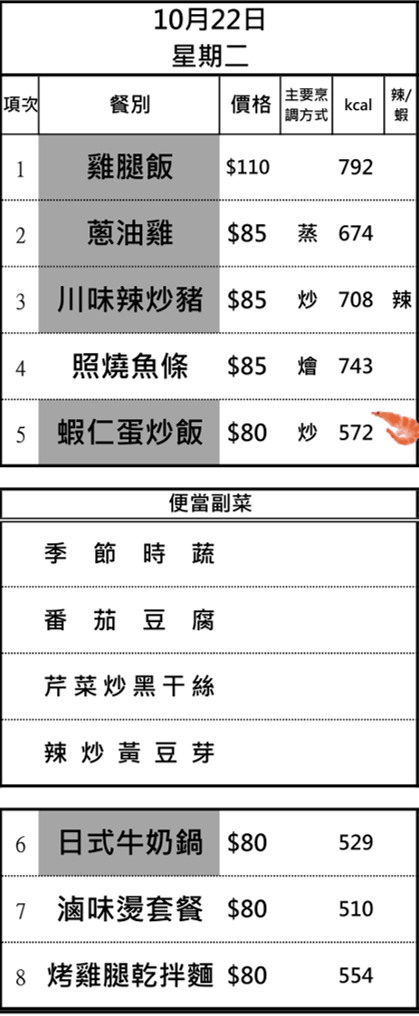 10月22日
星期二
項次 餐別 價格 主要烹調方式 kcal 辣/蝦
1 雞腿飯 $110 792
2 蔥油雞 $85 蒸 674
3 川味辣炒豬 $85 炒 708 辣
4 照燒魚條 $85 燴 743
5 蝦仁蛋炒飯 $80 炒 572
便當副菜
季節時蔬
番茄豆腐
芹菜炒黑干絲
辣炒黃豆芽
6 日式牛奶鍋 $80 529
7 滷味燙套餐 $80 510
8 烤雞腿乾拌麵 $80 554